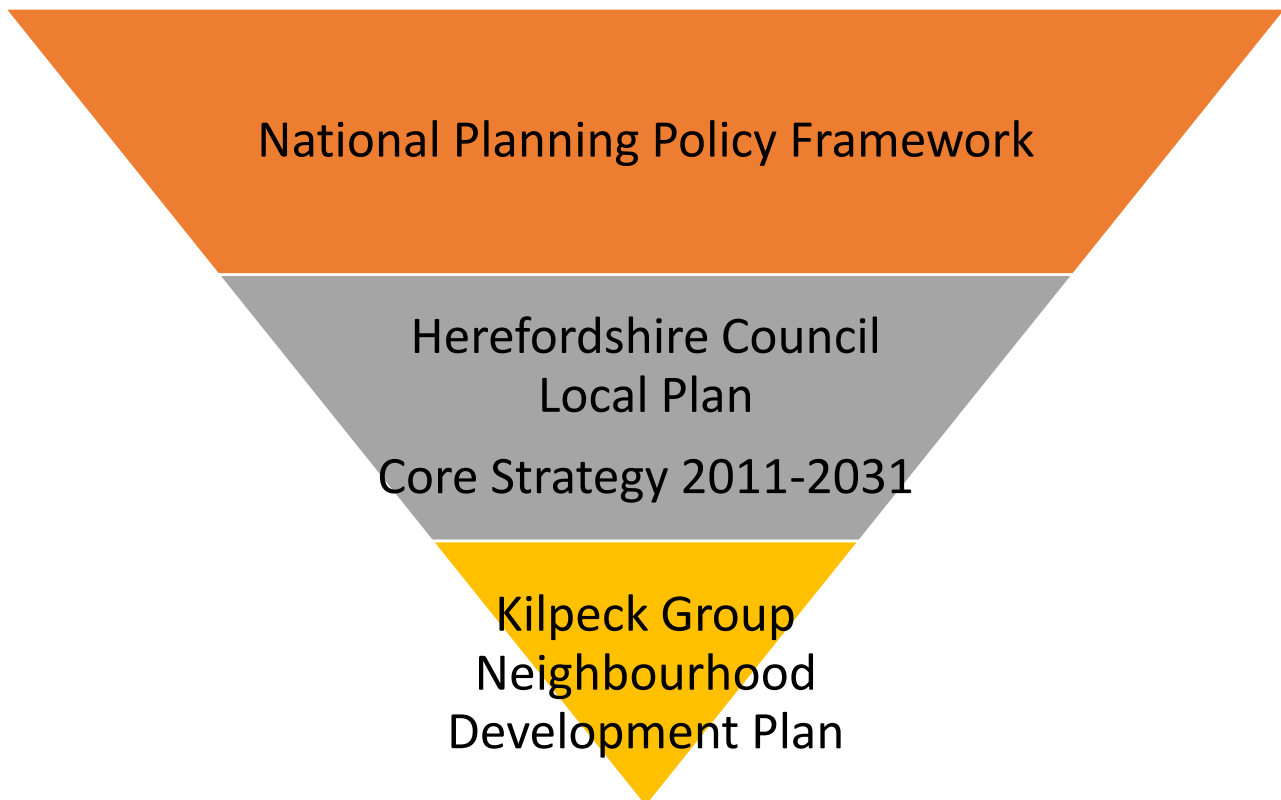 National Planning Policy Framework
Herefordshire Council
Local Plan
Core Strategy 2011-2031
Kilpeck Group
Neighbourhood
Development Plan